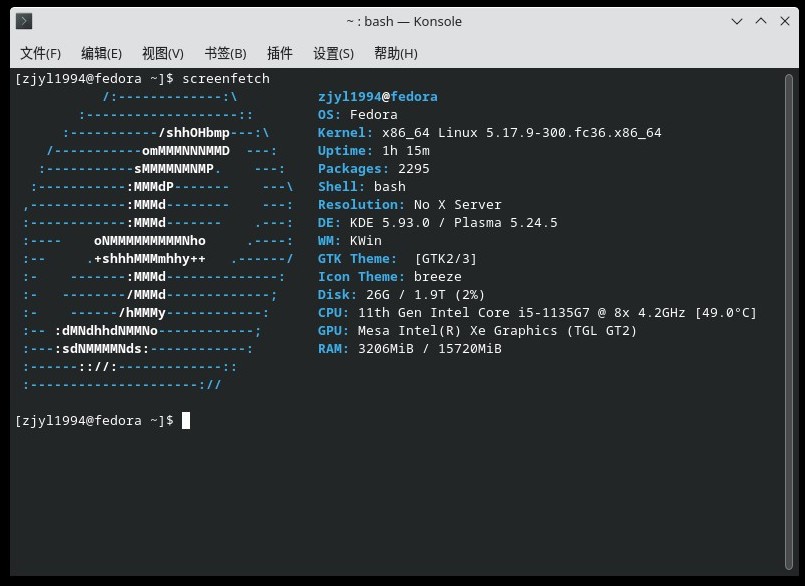 ~ : bash — Konsole
文件(F) 编辑(E) 视图(V) 书签(B) 插件 设置(S) 帮助(H)
[zjyl1994@fedora ~]$ screenfetch
           /:-------------:\          zjyl1994@fedora
        :-------------------::        OS: Fedora
      :-----------/shhOHbmp---:\      Kernel: x86_64 Linux 5.17.9-300.fc36.x86_64
    /-----------omMMMNNNMMD  ---:     Uptime: 1h 15m
   :-----------sMMMMNMNMP.    ---:    Packages: 2295
  :-----------:MMMdP-------    ---\   Shell: bash
 ,------------:MMMd--------    ---:   Resolution: No X Server
 :------------:MMMd-------    .---:   DE: KDE 5.93.0 / Plasma 5.24.5
 :----    oNMMMMMMMMMNho     .----:   WM: KWin
 :--     .+shhhMMMmhhy++   .------/   GTK Theme:  [GTK2/3]
 :-    -------:MMMd--------------:    Icon Theme: breeze
 :-   --------/MMMd-------------;     Disk: 26G / 1.9T (2%)
 :-    ------/hMMMy------------:      CPU: 11th Gen Intel Core i5-1135G7 @ 8x 4.2GHz [49.0°C]
 :-- :dMNdhhdNMMNo------------;       GPU: Mesa Intel(R) Xe Graphics (TGL GT2)
 :---:sdNMMMMNds:------------:        RAM: 3206MiB / 15720MiB
 :------:://:-------------::
 :---------------------://
[zjyl1994@fedora ~]$